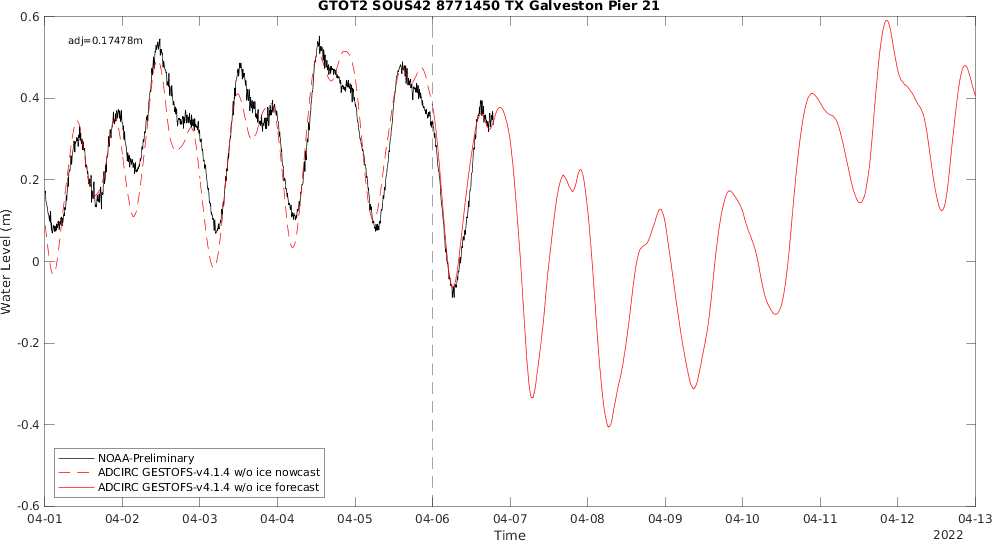 GTOT2 SOUS42 8771450 TX Galveston Pier 21
adj=0.17478m
0.6
0.4
0.2
0
-0.2
-0.4
-0.6
Water Level (m)
NOAA-Preliminary
ADCIRC GESTOFS-v4.1.4 w/o ice nowcast
ADCIRC GESTOFS-v4.1.4 w/o ice forecast
04-01 04-02 04-03 04-04 04-05 04-06 04-07 04-08 04-09 04-10 04-11 04-12 04-13
Time
2022